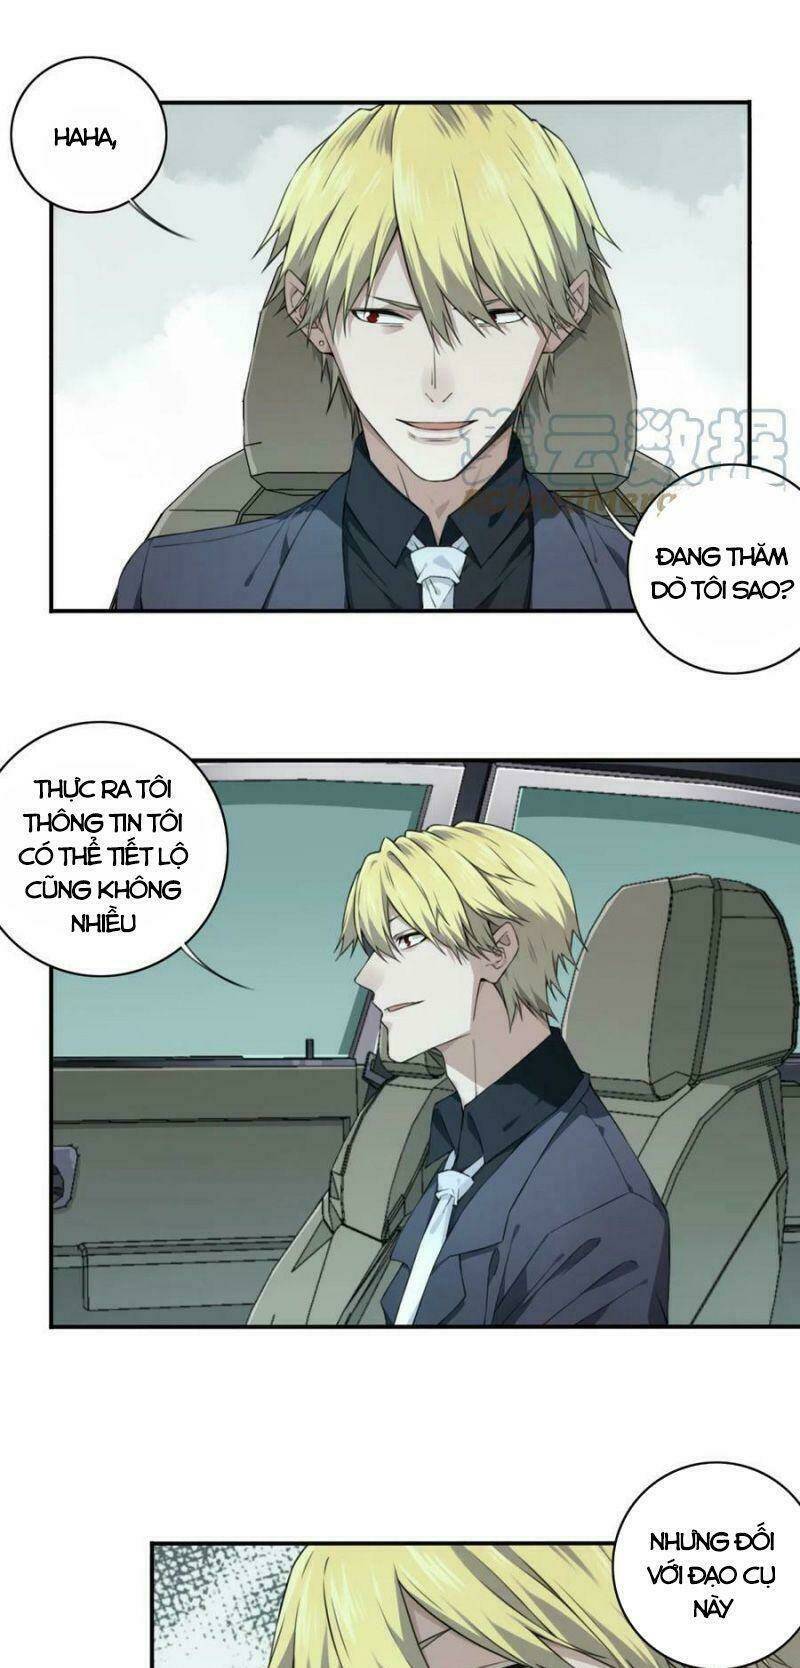 HAHA,
ĐANG THĂM
DÒ TÔI SAO?
THỰC RA TÔI
THÔNG TIN TÔI
CÓ THỂ TIẾT LỘ
CŨNG KHÔNG
NHIỀU
NHƯNG ĐỐI
VỚI ĐẠO CỤ
NÀY